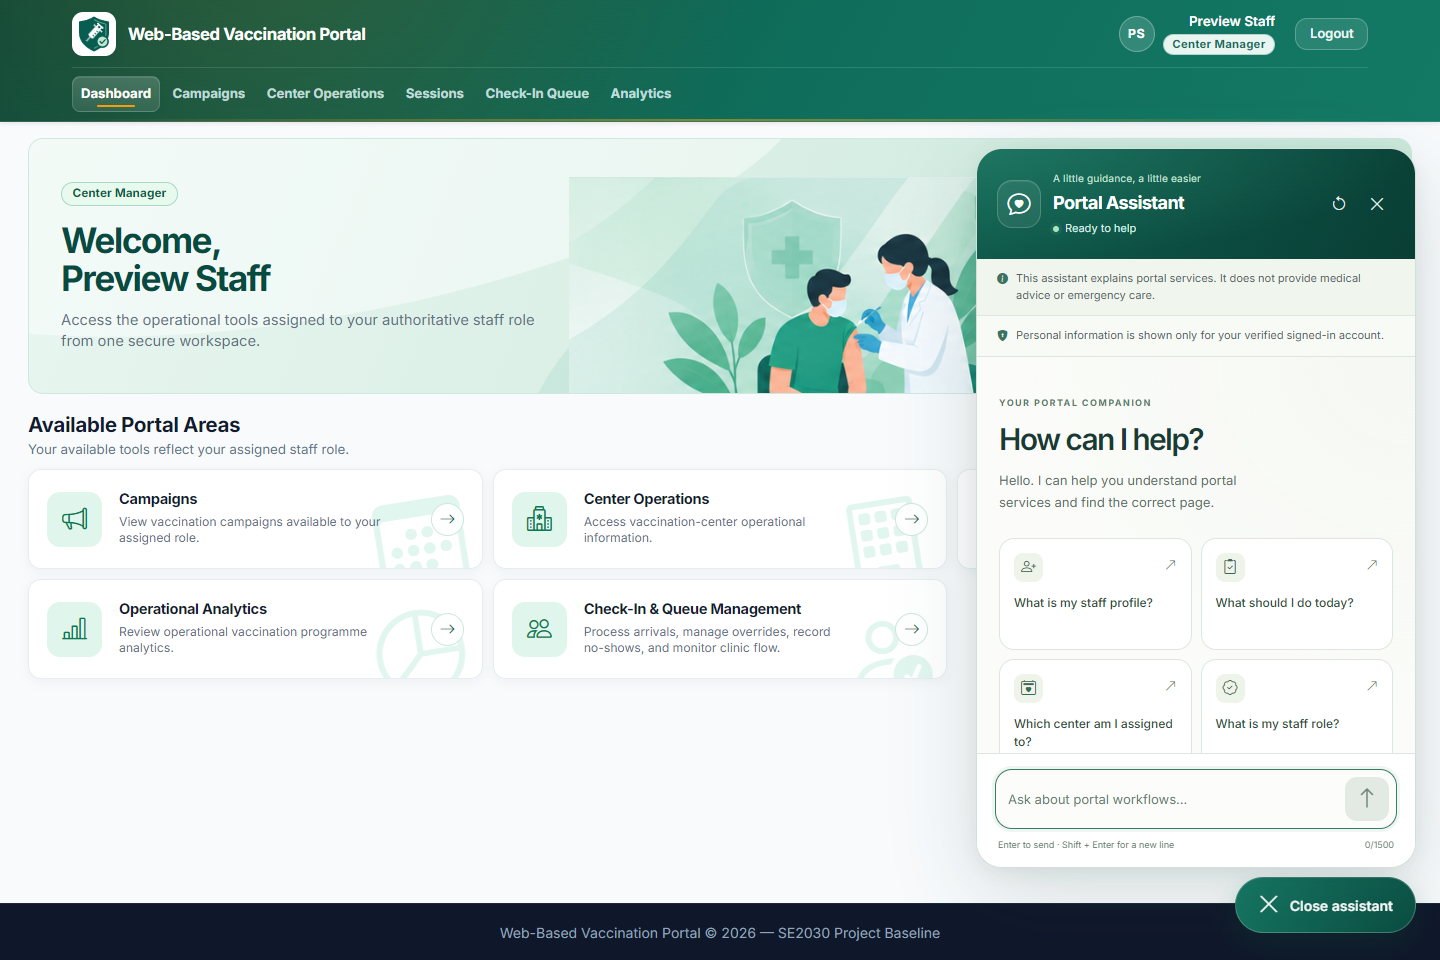 Web-Based Vaccination Portal
PS
Preview Staff
Center Manager
Logout
Dashboard
Campaigns
Center Operations
Sessions
Check-In Queue
Analytics
Center Manager
Welcome,
Preview Staff
Access the operational tools assigned to your authoritative staff role
from one secure workspace.
Available Portal Areas
Your available tools reflect your assigned staff role.
Campaigns
View vaccination campaigns available to your
assigned role.
Center Operations
Access vaccination-center operational
information.
Operational Analytics
Review operational vaccination programme
analytics.
Check-In & Queue Management
Process arrivals, manage overrides, record
no-shows, and monitor clinic flow.
A little guidance, a little easier
Portal Assistant
Ready to help
This assistant explains portal services. It does not provide medical
advice or emergency care.
Personal information is shown only for your verified signed-in account.
YOUR PORTAL COMPANION
How can I help?
Hello. I can help you understand portal
services and find the correct page.
What is my staff profile?
What should I do today?
Which center am I assigned
to?
What is my staff role?
Ask about portal workflows...
Enter to send · Shift + Enter for a new line
0/1500
Close assistant
Web-Based Vaccination Portal © 2026 — SE2030 Project Baseline